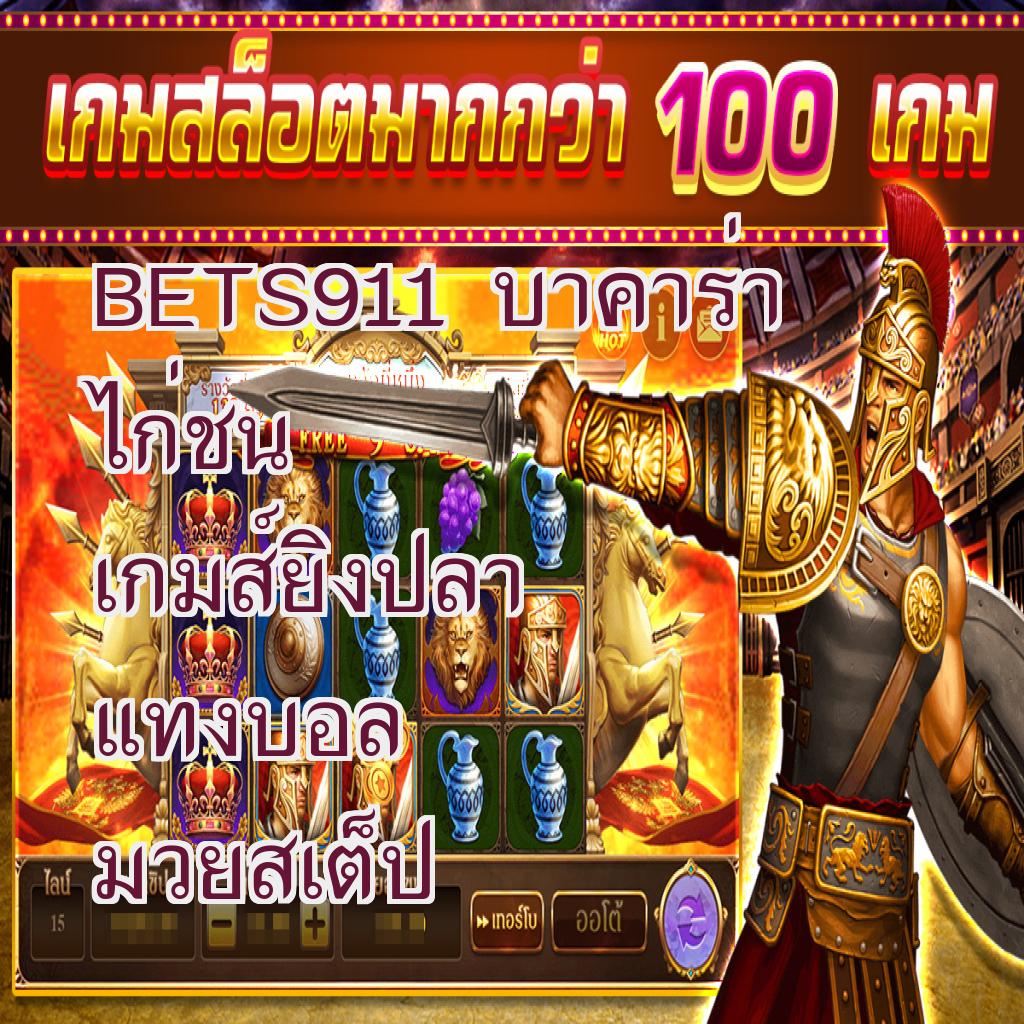 เกมสล็อตมากกว่า 100 เกม
BETS911 บาคาร่า
HOT
ไก่ชน
FREE
เกมส์ยิงปลา
แทงบอล
มวยสเต็ป
ไลน์
15
เทอร์โบ
ออโต้